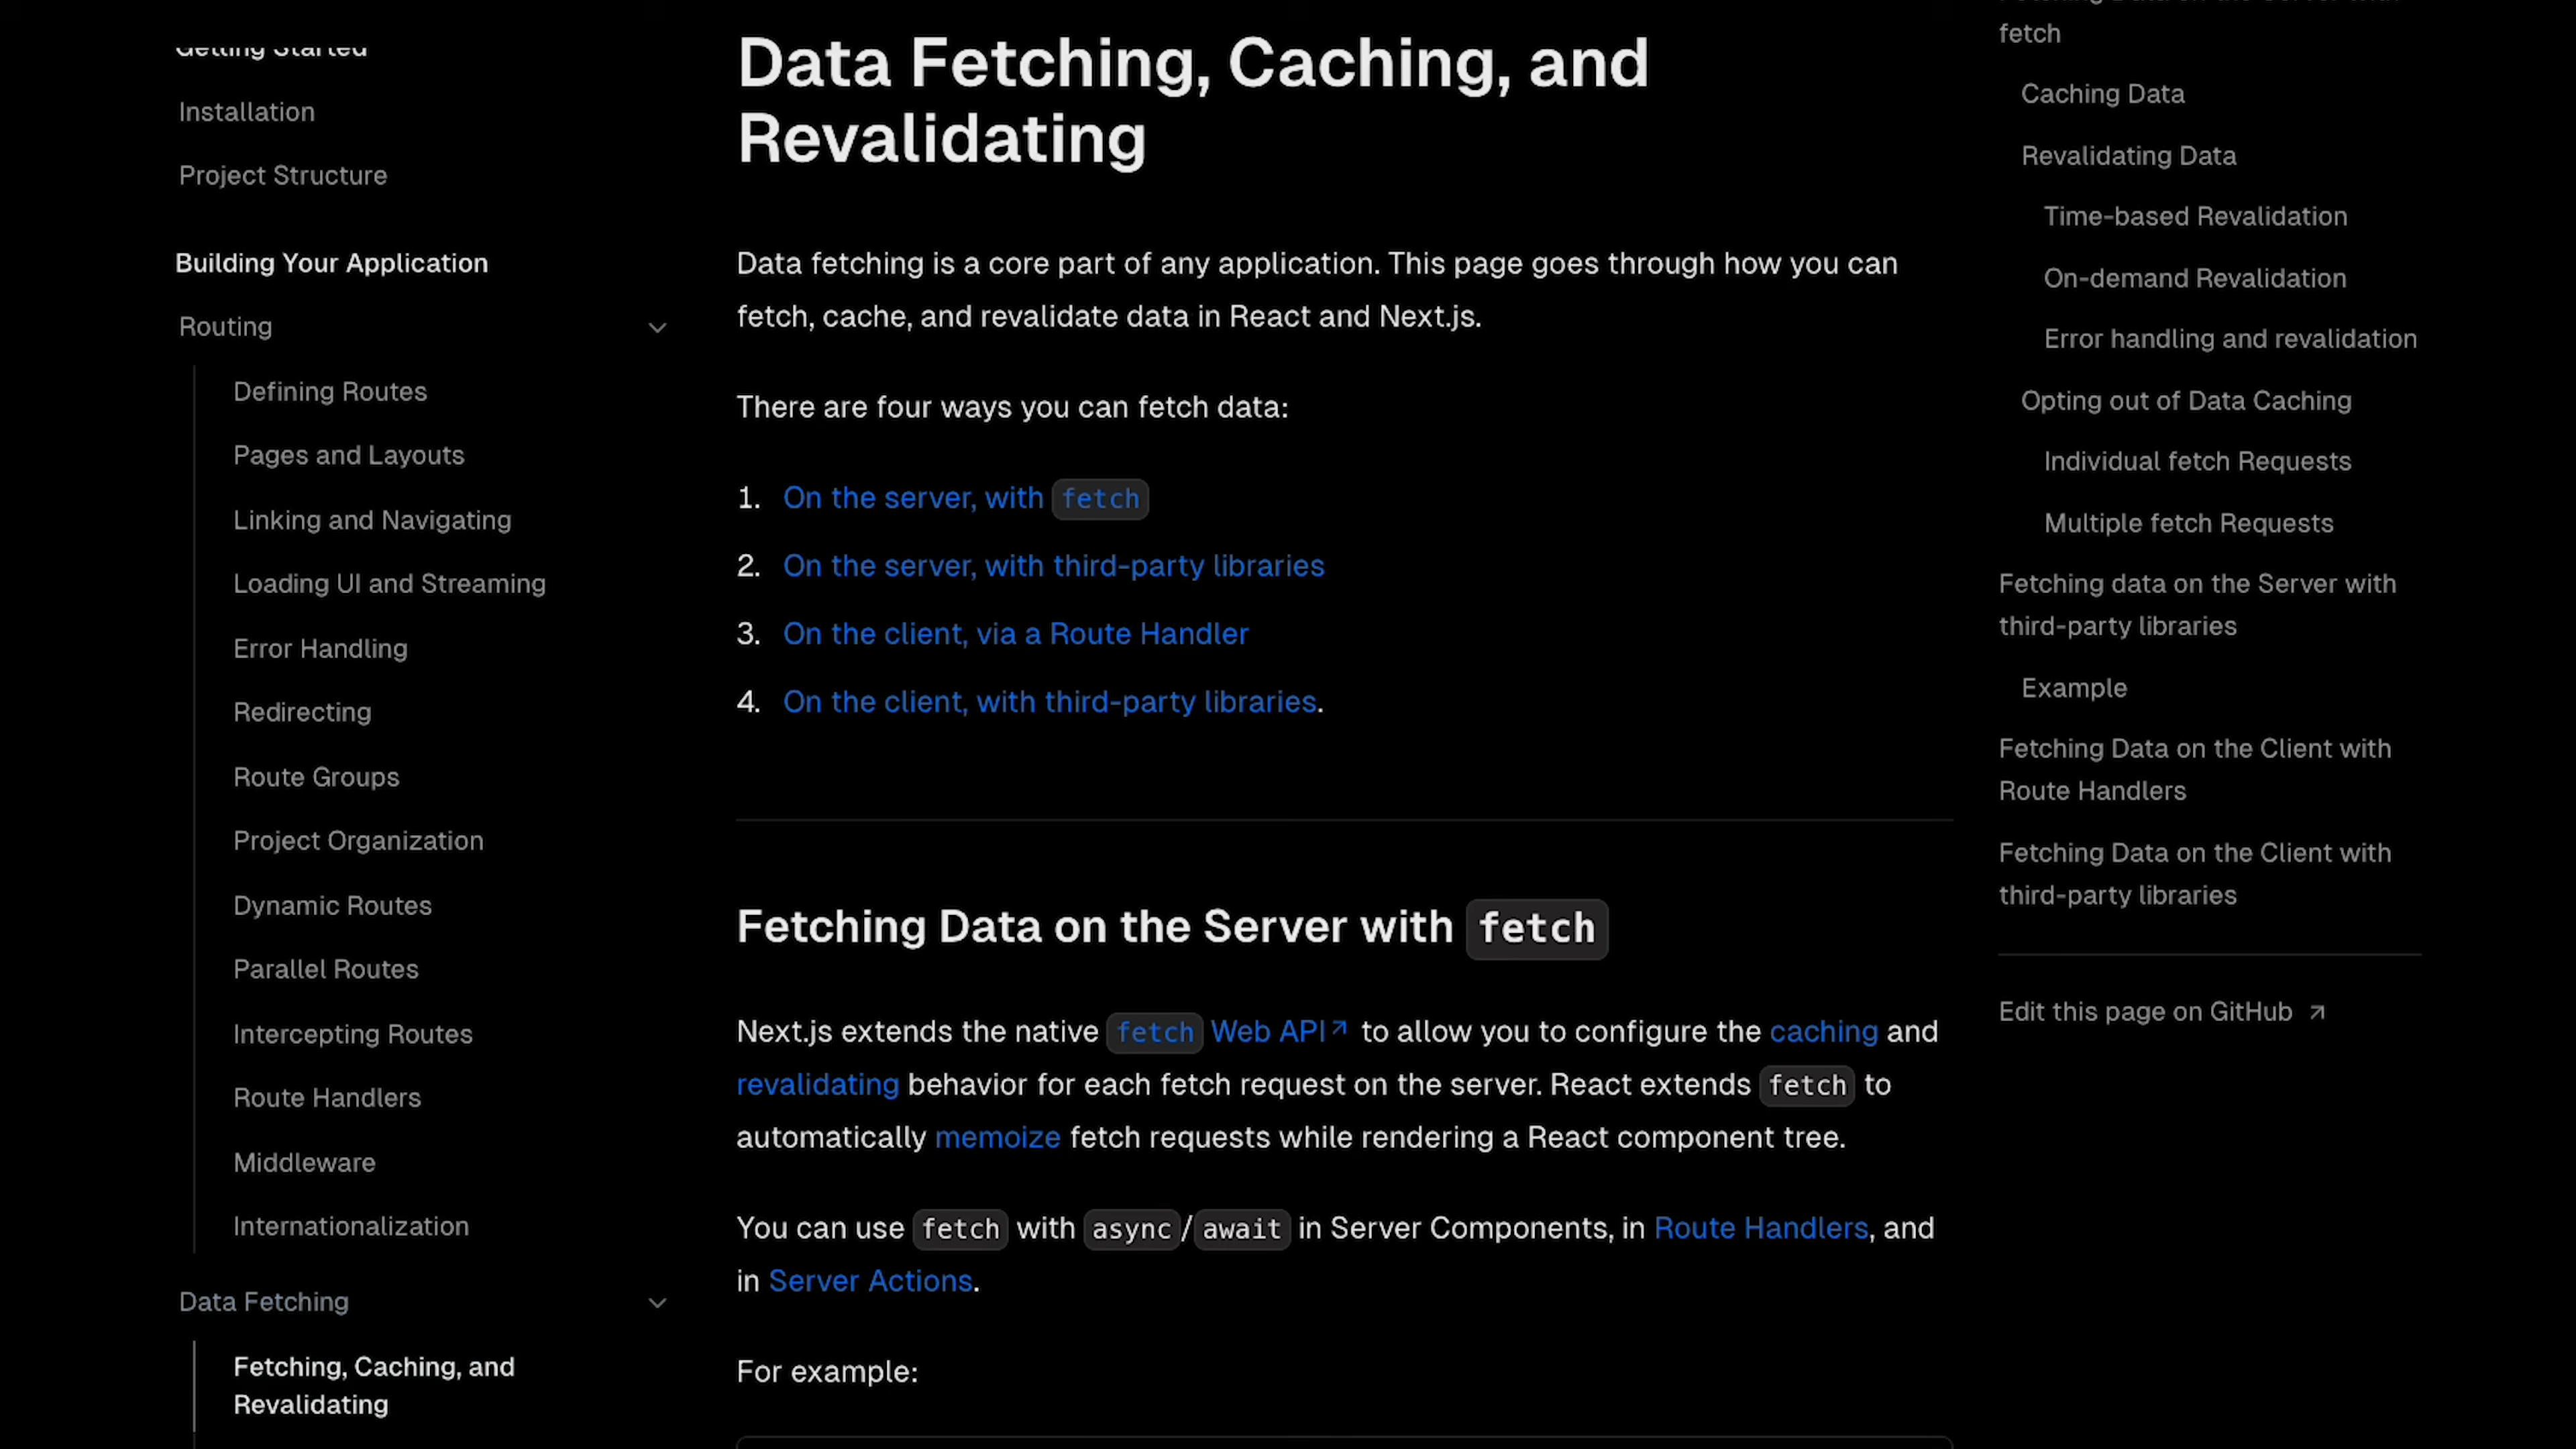 Getting Started
Installation
Project Structure
Building Your Application
Routing
Defining Routes
Pages and Layouts
Linking and Navigating
Loading UI and Streaming
Error Handling
Redirecting
Route Groups
Project Organization
Dynamic Routes
Parallel Routes
Intercepting Routes
Route Handlers
Middleware
Internationalization
Data Fetching
Fetching, Caching, and
Revalidating
Data Fetching, Caching, and
Revalidating
Data fetching is a core part of any application. This page goes through how you can
fetch, cache, and revalidate data in React and Next.js.
There are four ways you can fetch data:
1. On the server, with fetch
2. On the server, with third-party libraries
3. On the client, via a Route Handler
4. On the client, with third-party libraries.
Fetching Data on the Server with fetch
Next.js extends the native fetch Web API↗ to allow you to configure the caching and
revalidating behavior for each fetch request on the server. React extends fetch to
automatically memoize fetch requests while rendering a React component tree.
You can use fetch with async/await in Server Components, in Route Handlers, and
in Server Actions.
For example:
Fetching Data on the Server with
fetch
Caching Data
Revalidating Data
Time-based Revalidation
On-demand Revalidation
Error handling and revalidation
Opting out of Data Caching
Individual fetch Requests
Multiple fetch Requests
Fetching data on the Server with
third-party libraries
Example
Fetching Data on the Client with
Route Handlers
Fetching Data on the Client with
third-party libraries
Edit this page on GitHub ↗